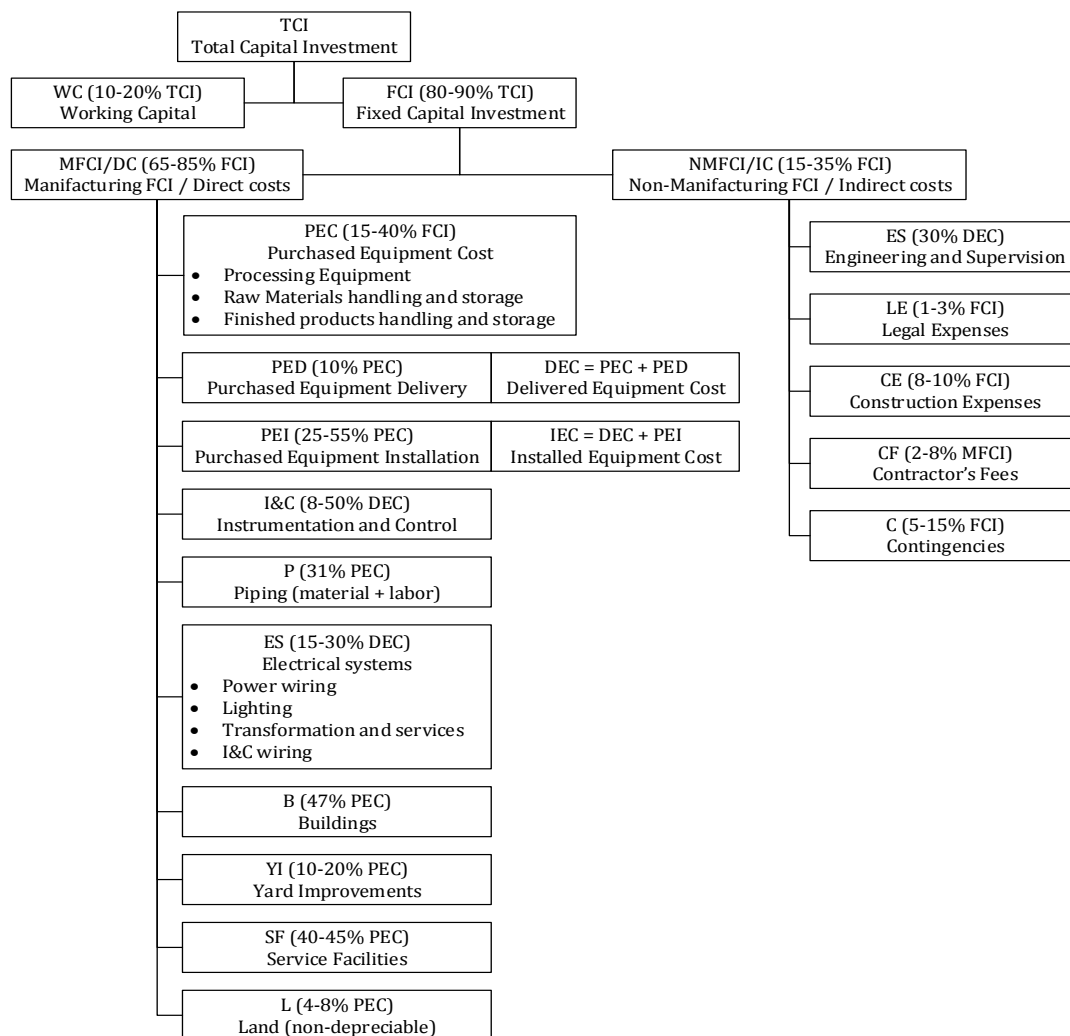 TCI
Total Capital Investment
WC (10-20% TCI)
Working Capital
FCI (80-90% TCI)
Fixed Capital Investment
MFCI/DC (65-85% FCI)
Manifacturing FCI / Direct costs
NMFCI/IC (15-35% FCI)
Non-Manifacturing FCI / Indirect costs
PEC (15-40% FCI)
Purchased Equipment Cost
• Processing Equipment
• Raw Materials handling and storage
• Finished products handling and storage
PED (10% PEC)
Purchased Equipment Delivery
DEC = PEC + PED
Delivered Equipment Cost
PEI (25-55% PEC)
Purchased Equipment Installation
IEC = DEC + PEI
Installed Equipment Cost
I&C (8-50% DEC)
Instrumentation and Control
P (31% PEC)
Piping (material + labor)
ES (15-30% DEC)
Electrical systems
• Power wiring
• Lighting
• Transformation and services
• I&C wiring
B (47% PEC)
Buildings
YI (10-20% PEC)
Yard Improvements
SF (40-45% PEC)
Service Facilities
L (4-8% PEC)
Land (non-depreciable)
ES (30% DEC)
Engineering and Supervision
LE (1-3% FCI)
Legal Expenses
CE (8-10% FCI)
Construction Expenses
CF (2-8% MFCI)
Contractor’s Fees
C (5-15% FCI)
Contingencies